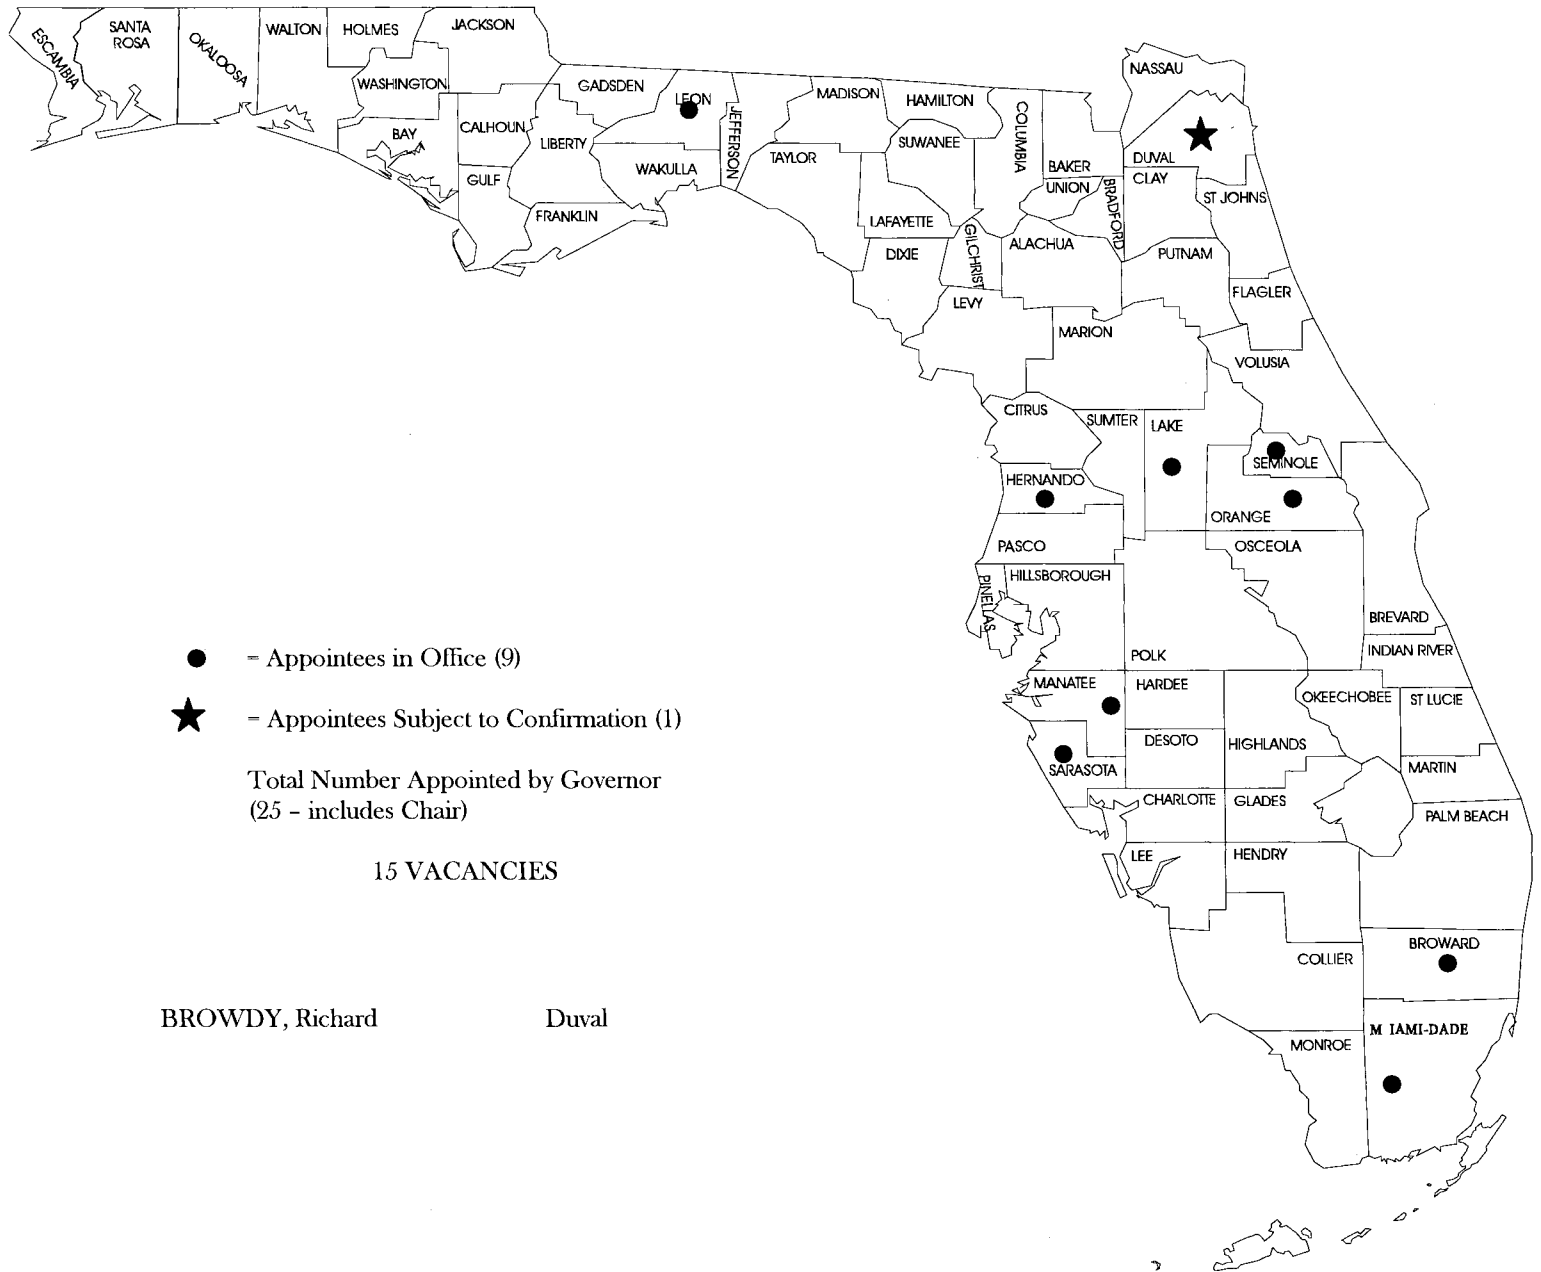 ESCAMBIA
SANTA
ROSA
OKALOOSA
WALTON
HOLMES
JACKSON
WASHINGTON
BAY
CALHOUN
GULF
GADSDEN
LIBERTY
FRANKLIN
LEON
WAKULLA
JEFFERSON
MADISON
TAYLOR
HAMILTON
SUWANEE
LAFAYETTE
DIXIE
COLUMBIA
GILCHRIST
BAKER
UNION
BRADFORD
ALACHUA
LEVY
NASSAU
DUVAL
CLAY
ST JOHNS
PUTNAM
FLAGLER
MARION
VOLUSIA
CITRUS
SUMTER
LAKE
SEMINOLE
HERNANDO
ORANGE
PASCO
OSCEOLA
PINELLAS
HILLSBOROUGH
POLK
BREVARD
INDIAN RIVER
MANATEE
HARDEE
OKEECHOBEE
ST LUCIE
DESOTO
HIGHLANDS
SARASOTA
MARTIN
CHARLOTTE
GLADES
PALM BEACH
LEE
HENDRY
COLLIER
BROWARD
M IAMI-DADE
MONROE
= Appointees in Office (9)
= Appointees Subject to Confirmation (1)
Total Number Appointed by Governor
(25 – includes Chair)
15 VACANCIES
BROWDY, Richard Duval